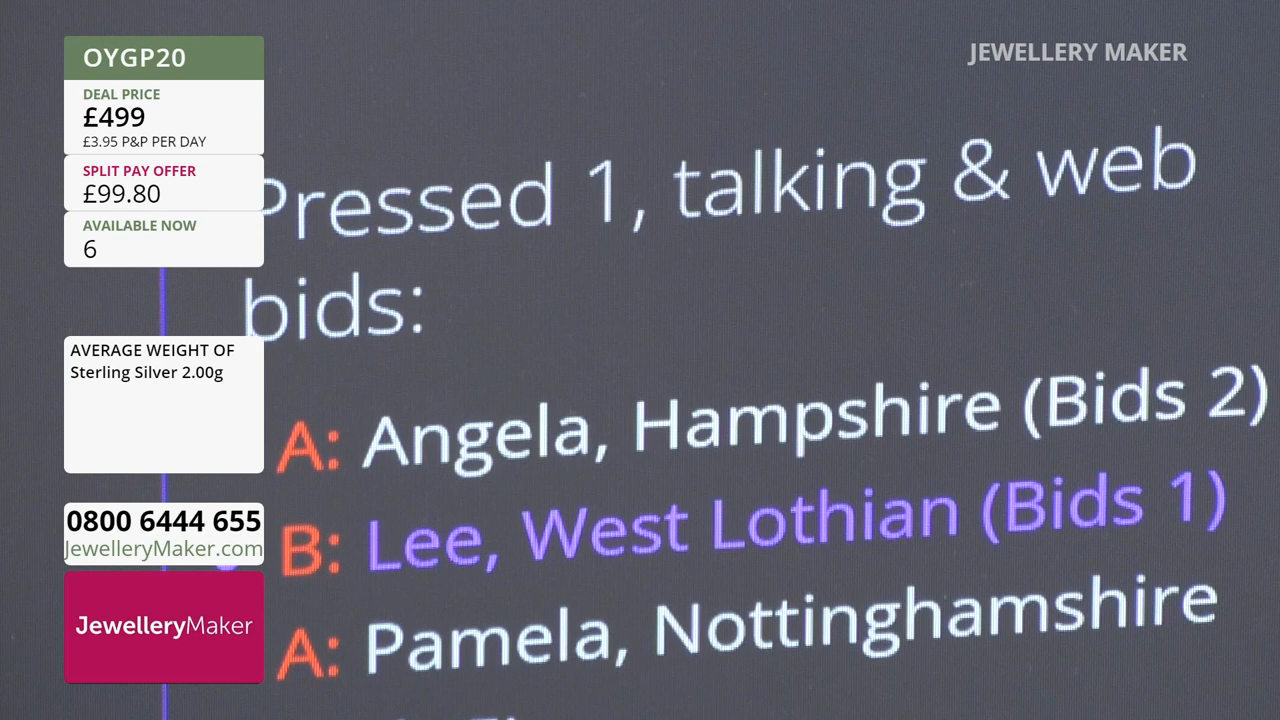 OYGP20
DEAL PRICE
£499
£3.95 P&P PER DAY
SPLIT PAY OFFER
£99.80
AVAILABLE NOW
6
AVERAGE WEIGHT OF
Sterling Silver 2.00g
0800 6444 655
JewelleryMaker.com
JewelleryMaker
JEWELLERY MAKER
Pressed 1, talking & web
bids:
A: Angela, Hampshire (Bids 2)
B: Lee, West Lothian (Bids 1)
A: Pamela, Nottinghamshire